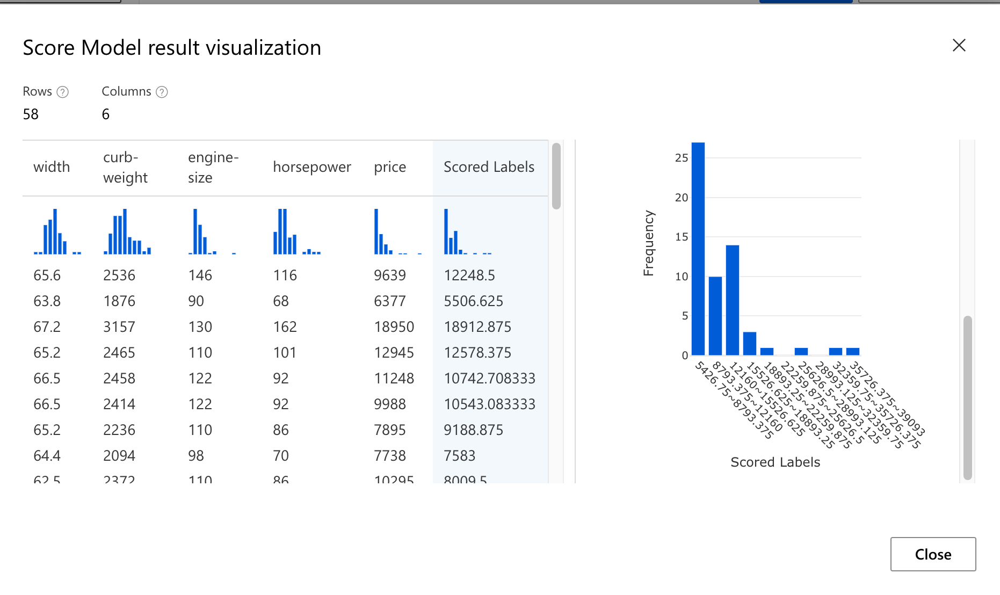 Score Model result visualization
Rows ?
Columns ?
58
6
width
curb-
weight
engine-
size
horsepower
price
Scored Labels
65.6 2536 146 116 9639 12248.5
63.8 1876 90 68 6377 5506.625
67.2 3157 130 162 18950 18912.875
65.2 2465 110 101 12945 12578.375
66.5 2458 122 92 11248 10742.708333
66.5 2414 122 92 9988 10543.083333
65.2 2236 110 86 7895 9188.875
64.4 2094 98 70 7738 7583
62.5 2372 110 86 10295 8009.5
Frequency
25
20
15
10
5
0
5426.75~8793.375
8793.375~12160
12160~15526.625
15526.625~18893.25
18893.25~22259.875
22259.875~25626.5
25626.5~28993.125
28993.125~32359.75
32359.75~35726.375
35726.375~39093
Scored Labels
Close